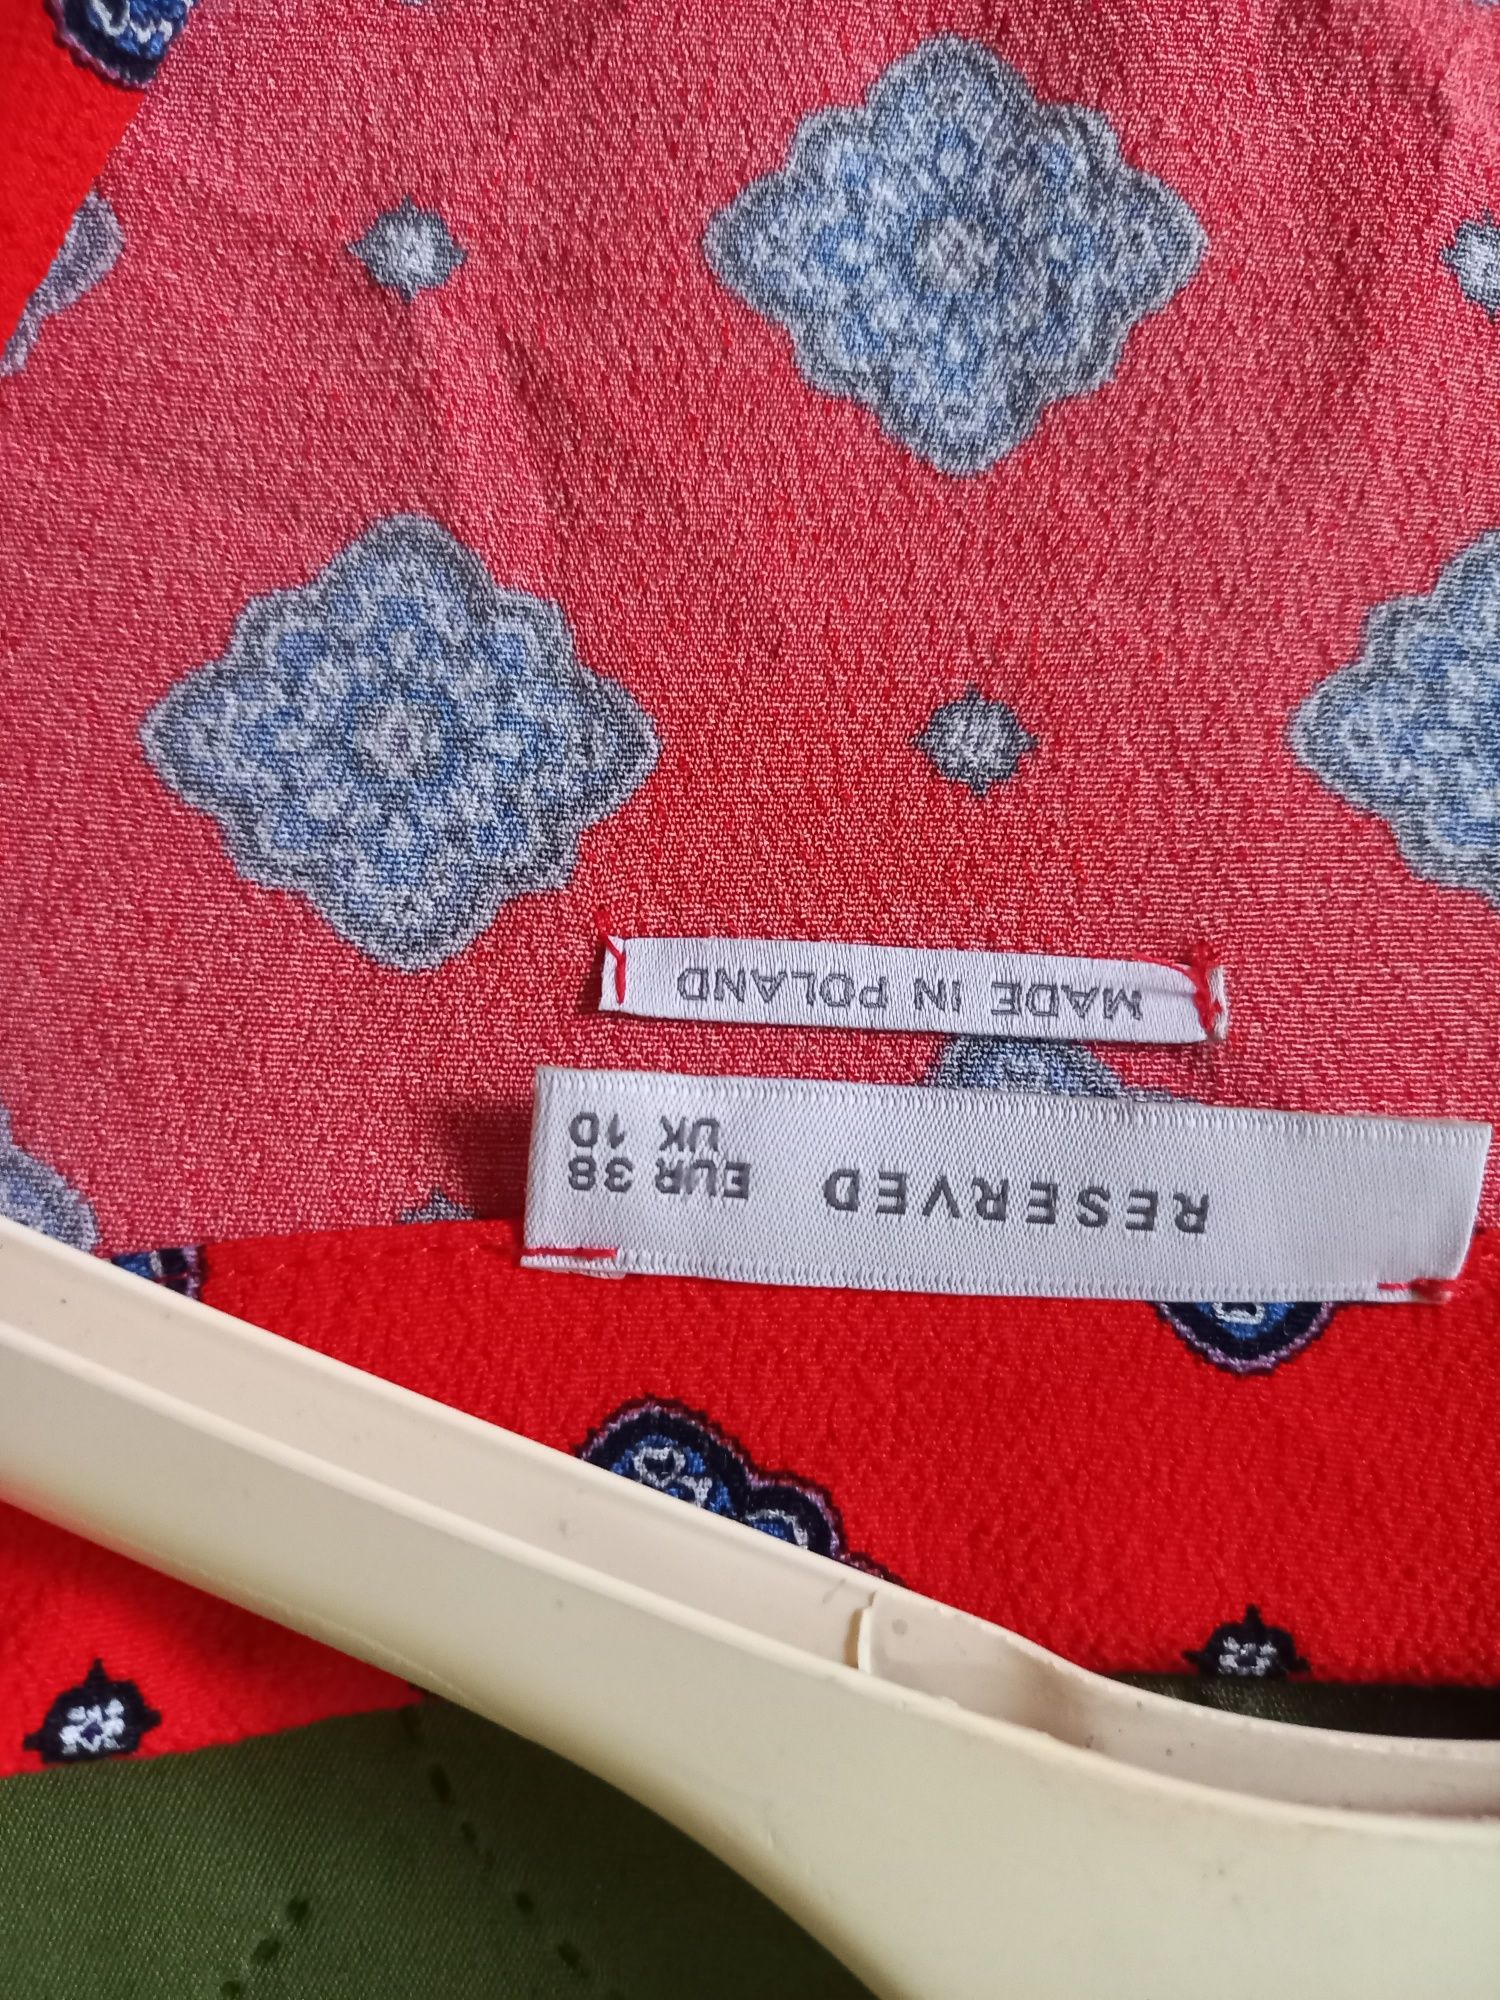 RESERVED
EUR 38
UK 10
MADE IN POLAND